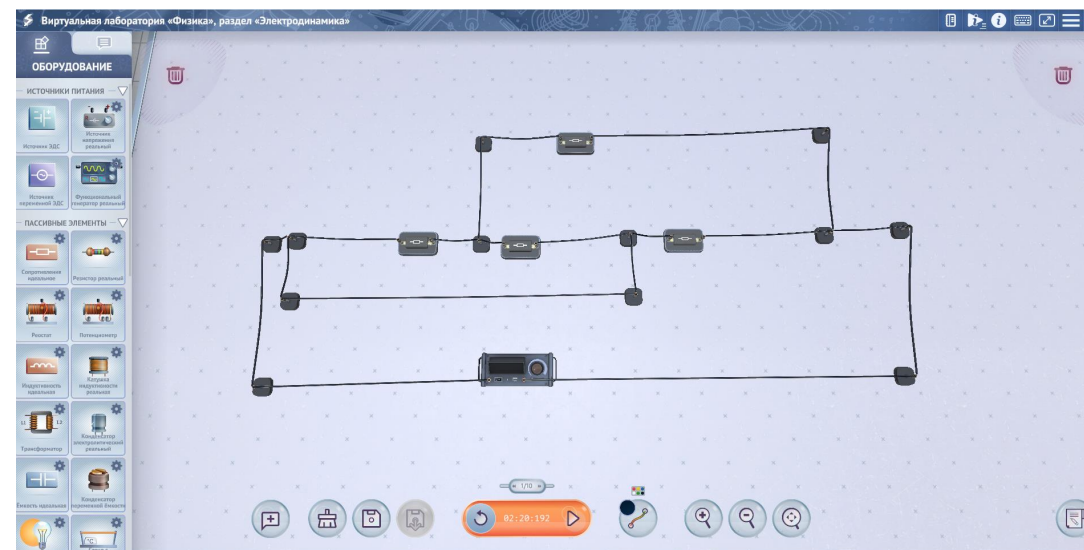 Виртуальная лаборатория «Физика», раздел «Электродинамика»
ОБОРУДОВАНИЕ
ИСТОЧНИКИ ПИТАНИЯ
Источник ЭДС
Источник
напряжения
реальный
Источник
переменной ЭДС
Функциональный
генератор реальный
ПАССИВНЫЕ ЭЛЕМЕНТЫ
Сопротивление
идеальное
Резистор реальный
Реостат
Потенциометр
Индуктивность
идеальная
Катушка
индуктивности
реальная
Трансформатор
Конденсатор
электролитический
реальный
Ёмкость идеальная
Конденсатор
переменной ёмкости
1/10
02:20:192